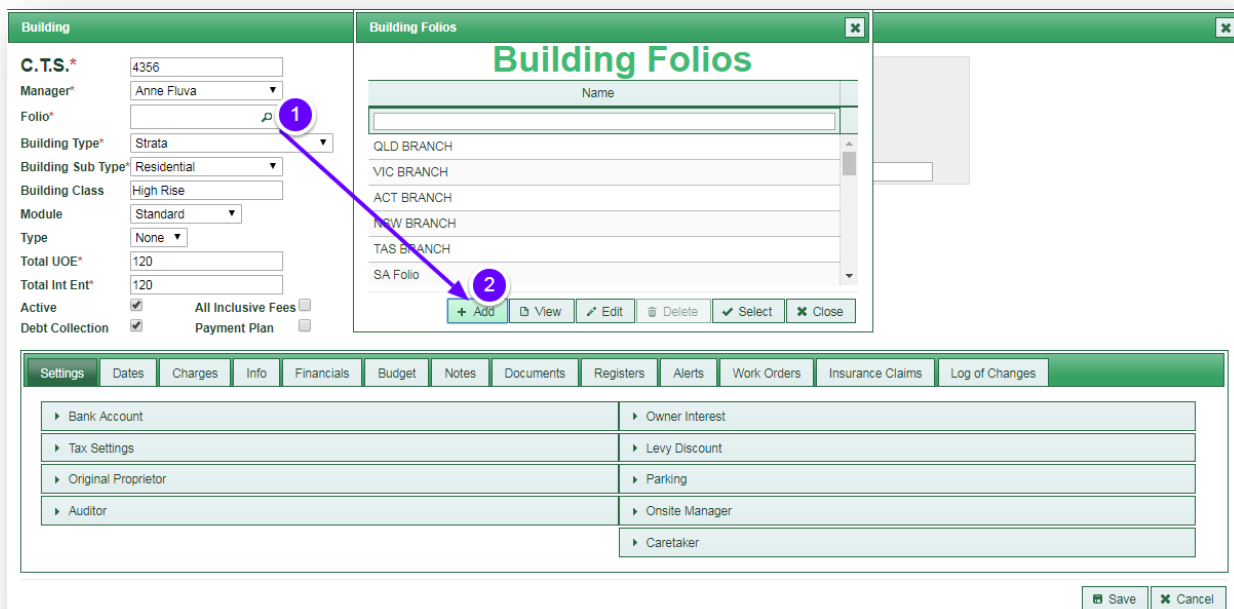 Building
C.T.S.* 4356
Manager* Anne Fluva
Folio*
Building Type* Strata
Building Sub Type* Residential
Building Class High Rise
Module Standard
Type None
Total UOE* 120
Total Int Ent* 120
Active All Inclusive Fees
Debt Collection Payment Plan
1
Building Folios
Building Folios
Name
QLD BRANCH
VIC BRANCH
ACT BRANCH
NSW BRANCH
TAS BRANCH
SA Folio
2
Add View Edit Delete Select Close
Settings Dates Charges Info Financials Budget Notes Documents Registers Alerts Work Orders Insurance Claims Log of Changes
Bank Account
Tax Settings
Original Proprietor
Auditor
Owner Interest
Levy Discount
Parking
Onsite Manager
Caretaker
Save Cancel